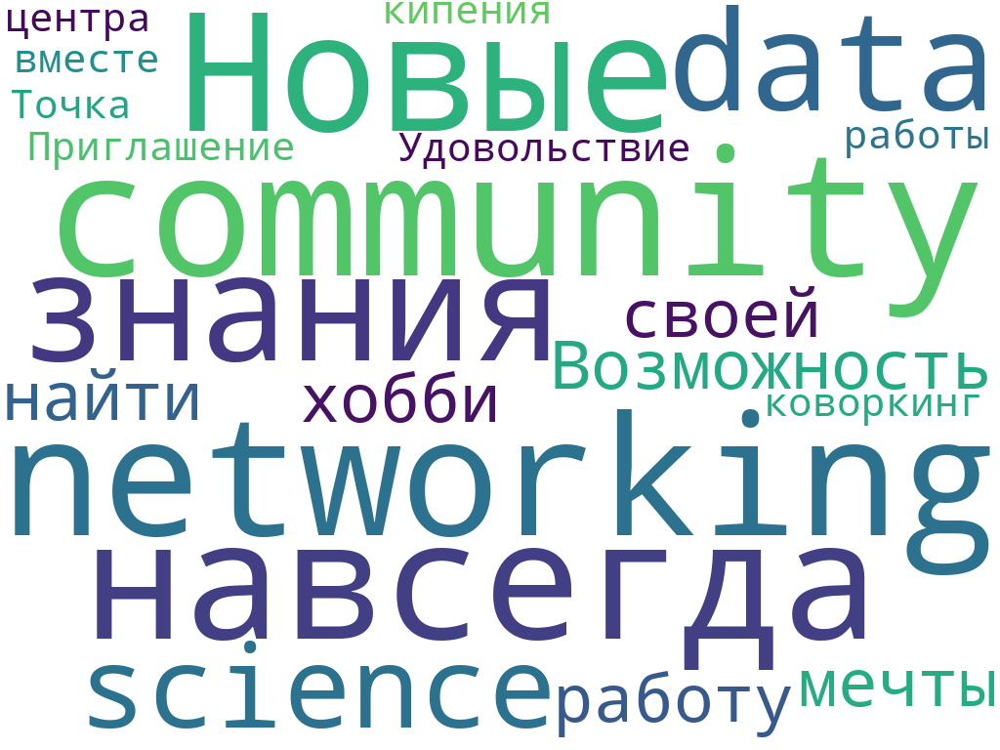 центра
кипения
Новые
data
вместе
Точка
работы
Приглашение
Удовольствие
community
знания
своей
Возможность
найти
хобби
коворкинг
networking
навсегда
science
работу
мечты